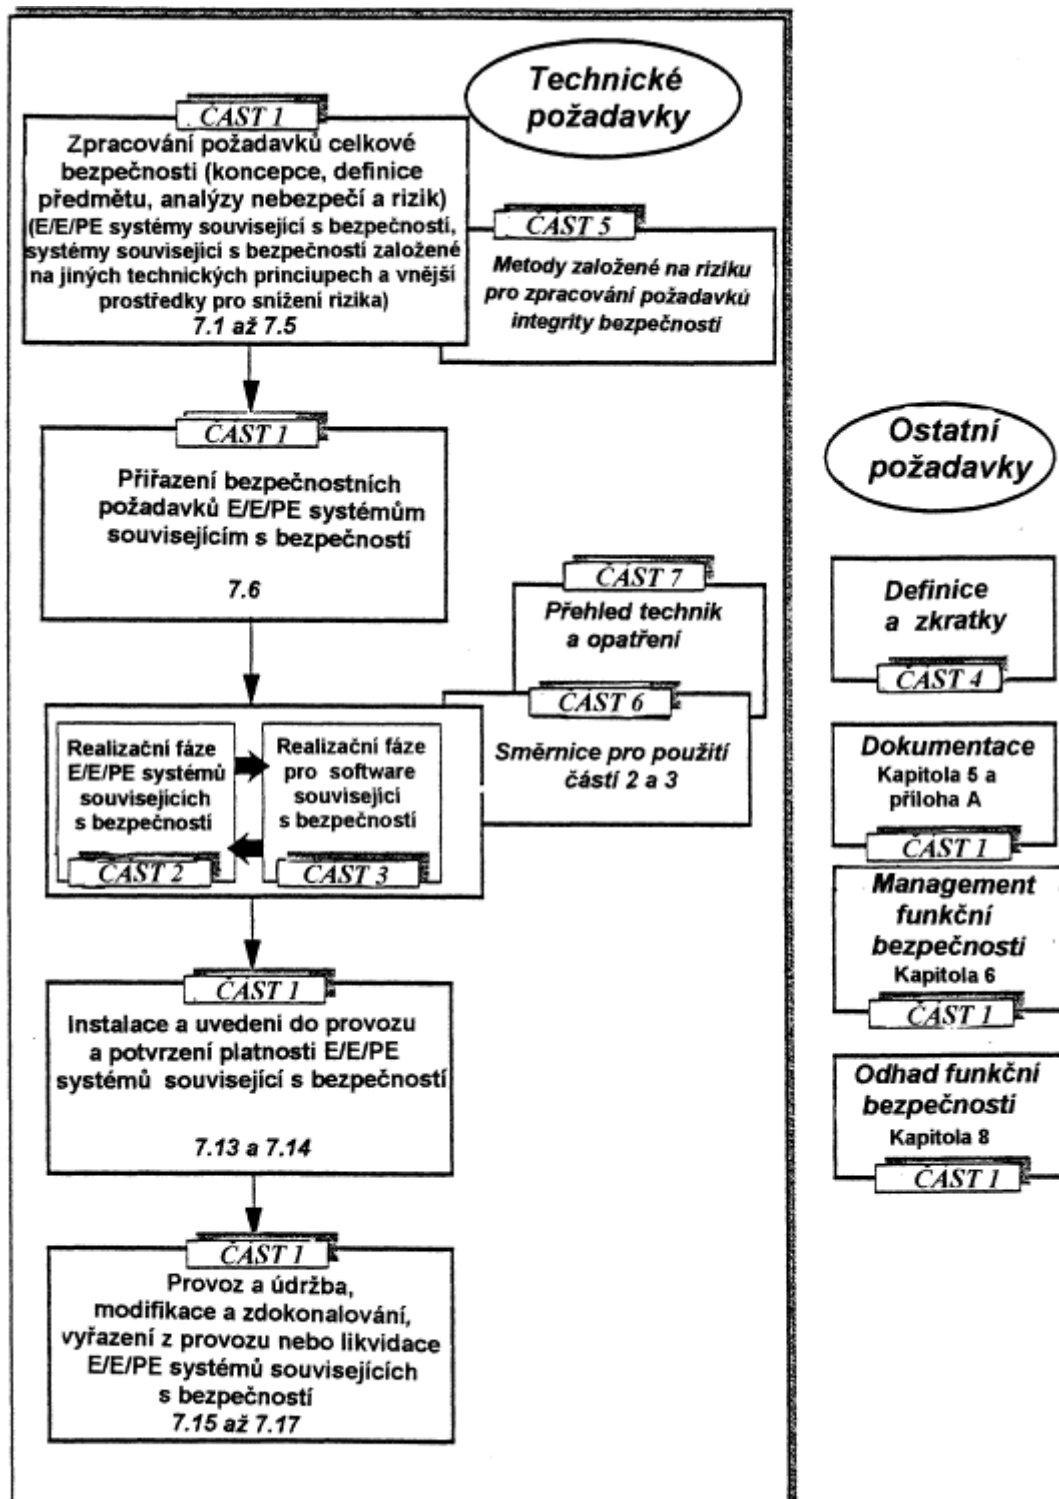 Technické
požadavky
ČÁST 1
Zpracování požadavků celkové
bezpečnosti (koncepce, definice
předmětu, analýzy nebezpečí a rizik)
(E/E/PE systémy související s bezpečností,
systémy související s bezpečností založené
na jiných technických princiupech a vnější
prostředky pro snížení rizika)
7.1 až 7.5
ČÁST 5
Metody založené na riziku
pro zpracování požadavků
integrity bezpečnosti
ČÁST 1
Přiřazení bezpečnostních
požadavků E/E/PE systémům
souvisejícím s bezpečností
7.6
ČÁST 7
Přehled technik
a opatření
ČÁST 6
Směrnice pro použití
částí 2 a 3
Realizační fáze
E/E/PE systémů
souvisejících
s bezpečností
ČÁST 2
Realizační fáze
pro software
související
s bezpečností
ČÁST 3
ČÁST 1
Instalace a uvedeni do provozu
a potvrzení platnosti E/E/PE
systémů související s bezpečností
7.13 a 7.14
ČÁST 1
Provoz a údržba,
modifikace a zdokonalování,
vyřazení z provozu nebo likvidace
E/E/PE systémů souvisejících
s bezpečností
7.15 až 7.17
Ostatní
požadavky
Definice
a zkratky
ČÁST 4
Dokumentace
Kapitola 5 a
příloha A
ČÁST 1
Management
funkční
bezpečnosti
Kapitola 6
ČÁST 1
Odhad funkční
bezpečnosti
Kapitola 8
ČÁST 1